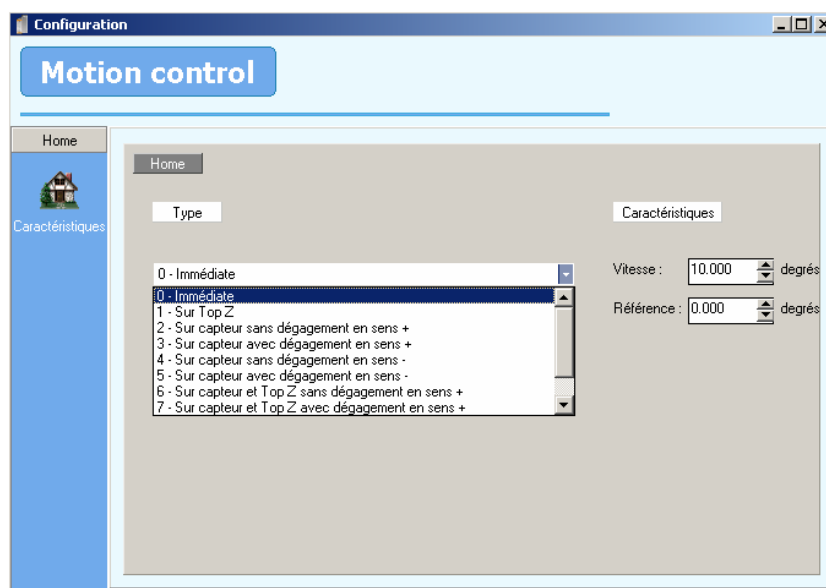 Configuration
Motion control
Home
Caractéristiques
Home
Type
Caractéristiques
0 - Immédiate
Vitesse : 10.000 degrés
Référence : 0.000 degrés
0 - Immédiate
1 - Sur Top Z
2 - Sur capteur sans dégagement en sens +
3 - Sur capteur avec dégagement en sens +
4 - Sur capteur sans dégagement en sens -
5 - Sur capteur avec dégagement en sens -
6 - Sur capteur et Top Z sans dégagement en sens +
7 - Sur capteur et Top Z avec dégagement en sens +